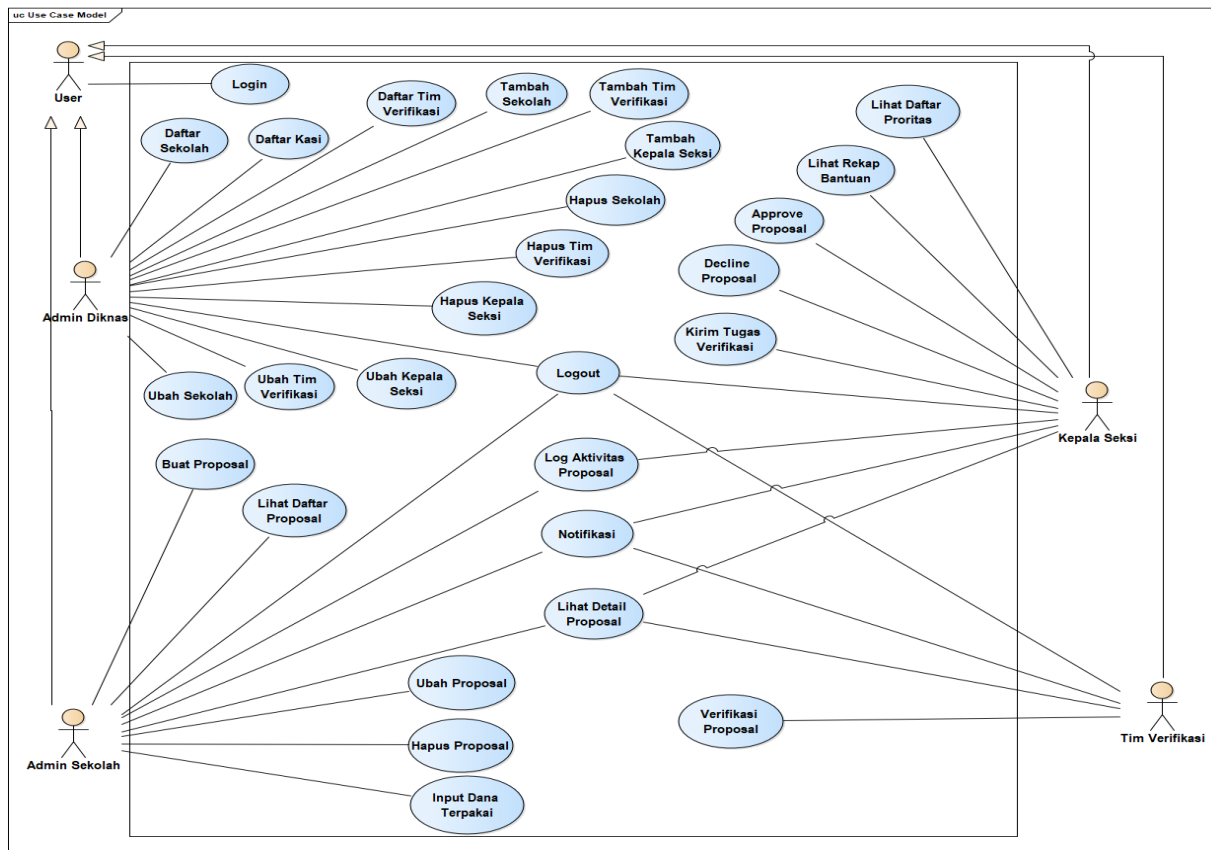 uc Use Case Model
User
Login
Daftar Tim
Verifikasi
Tambah
Sekolah
Tambah Tim
Verifikasi
Lihat Daftar
Proritas
Daftar
Sekolah
Daftar Kasi
Tambah
Kepala Seksi
Lihat Rekap
Bantuan
Hapus Sekolah
Approve
Proposal
Hapus Tim
Verifikasi
Decline
Proposal
Admin Diknas
Hapus Kepala
Seksi
Kirim Tugas
Verifikasi
Ubah Sekolah
Ubah Tim
Verifikasi
Ubah Kepala
Seksi
Logout
Kepala Seksi
Buat Proposal
Log Aktivitas
Proposal
Lihat Daftar
Proposal
Notifikasi
Lihat Detail
Proposal
Ubah Proposal
Verifikasi
Proposal
Tim Verifikasi
Hapus Proposal
Admin Sekolah
Input Dana
Terpakai